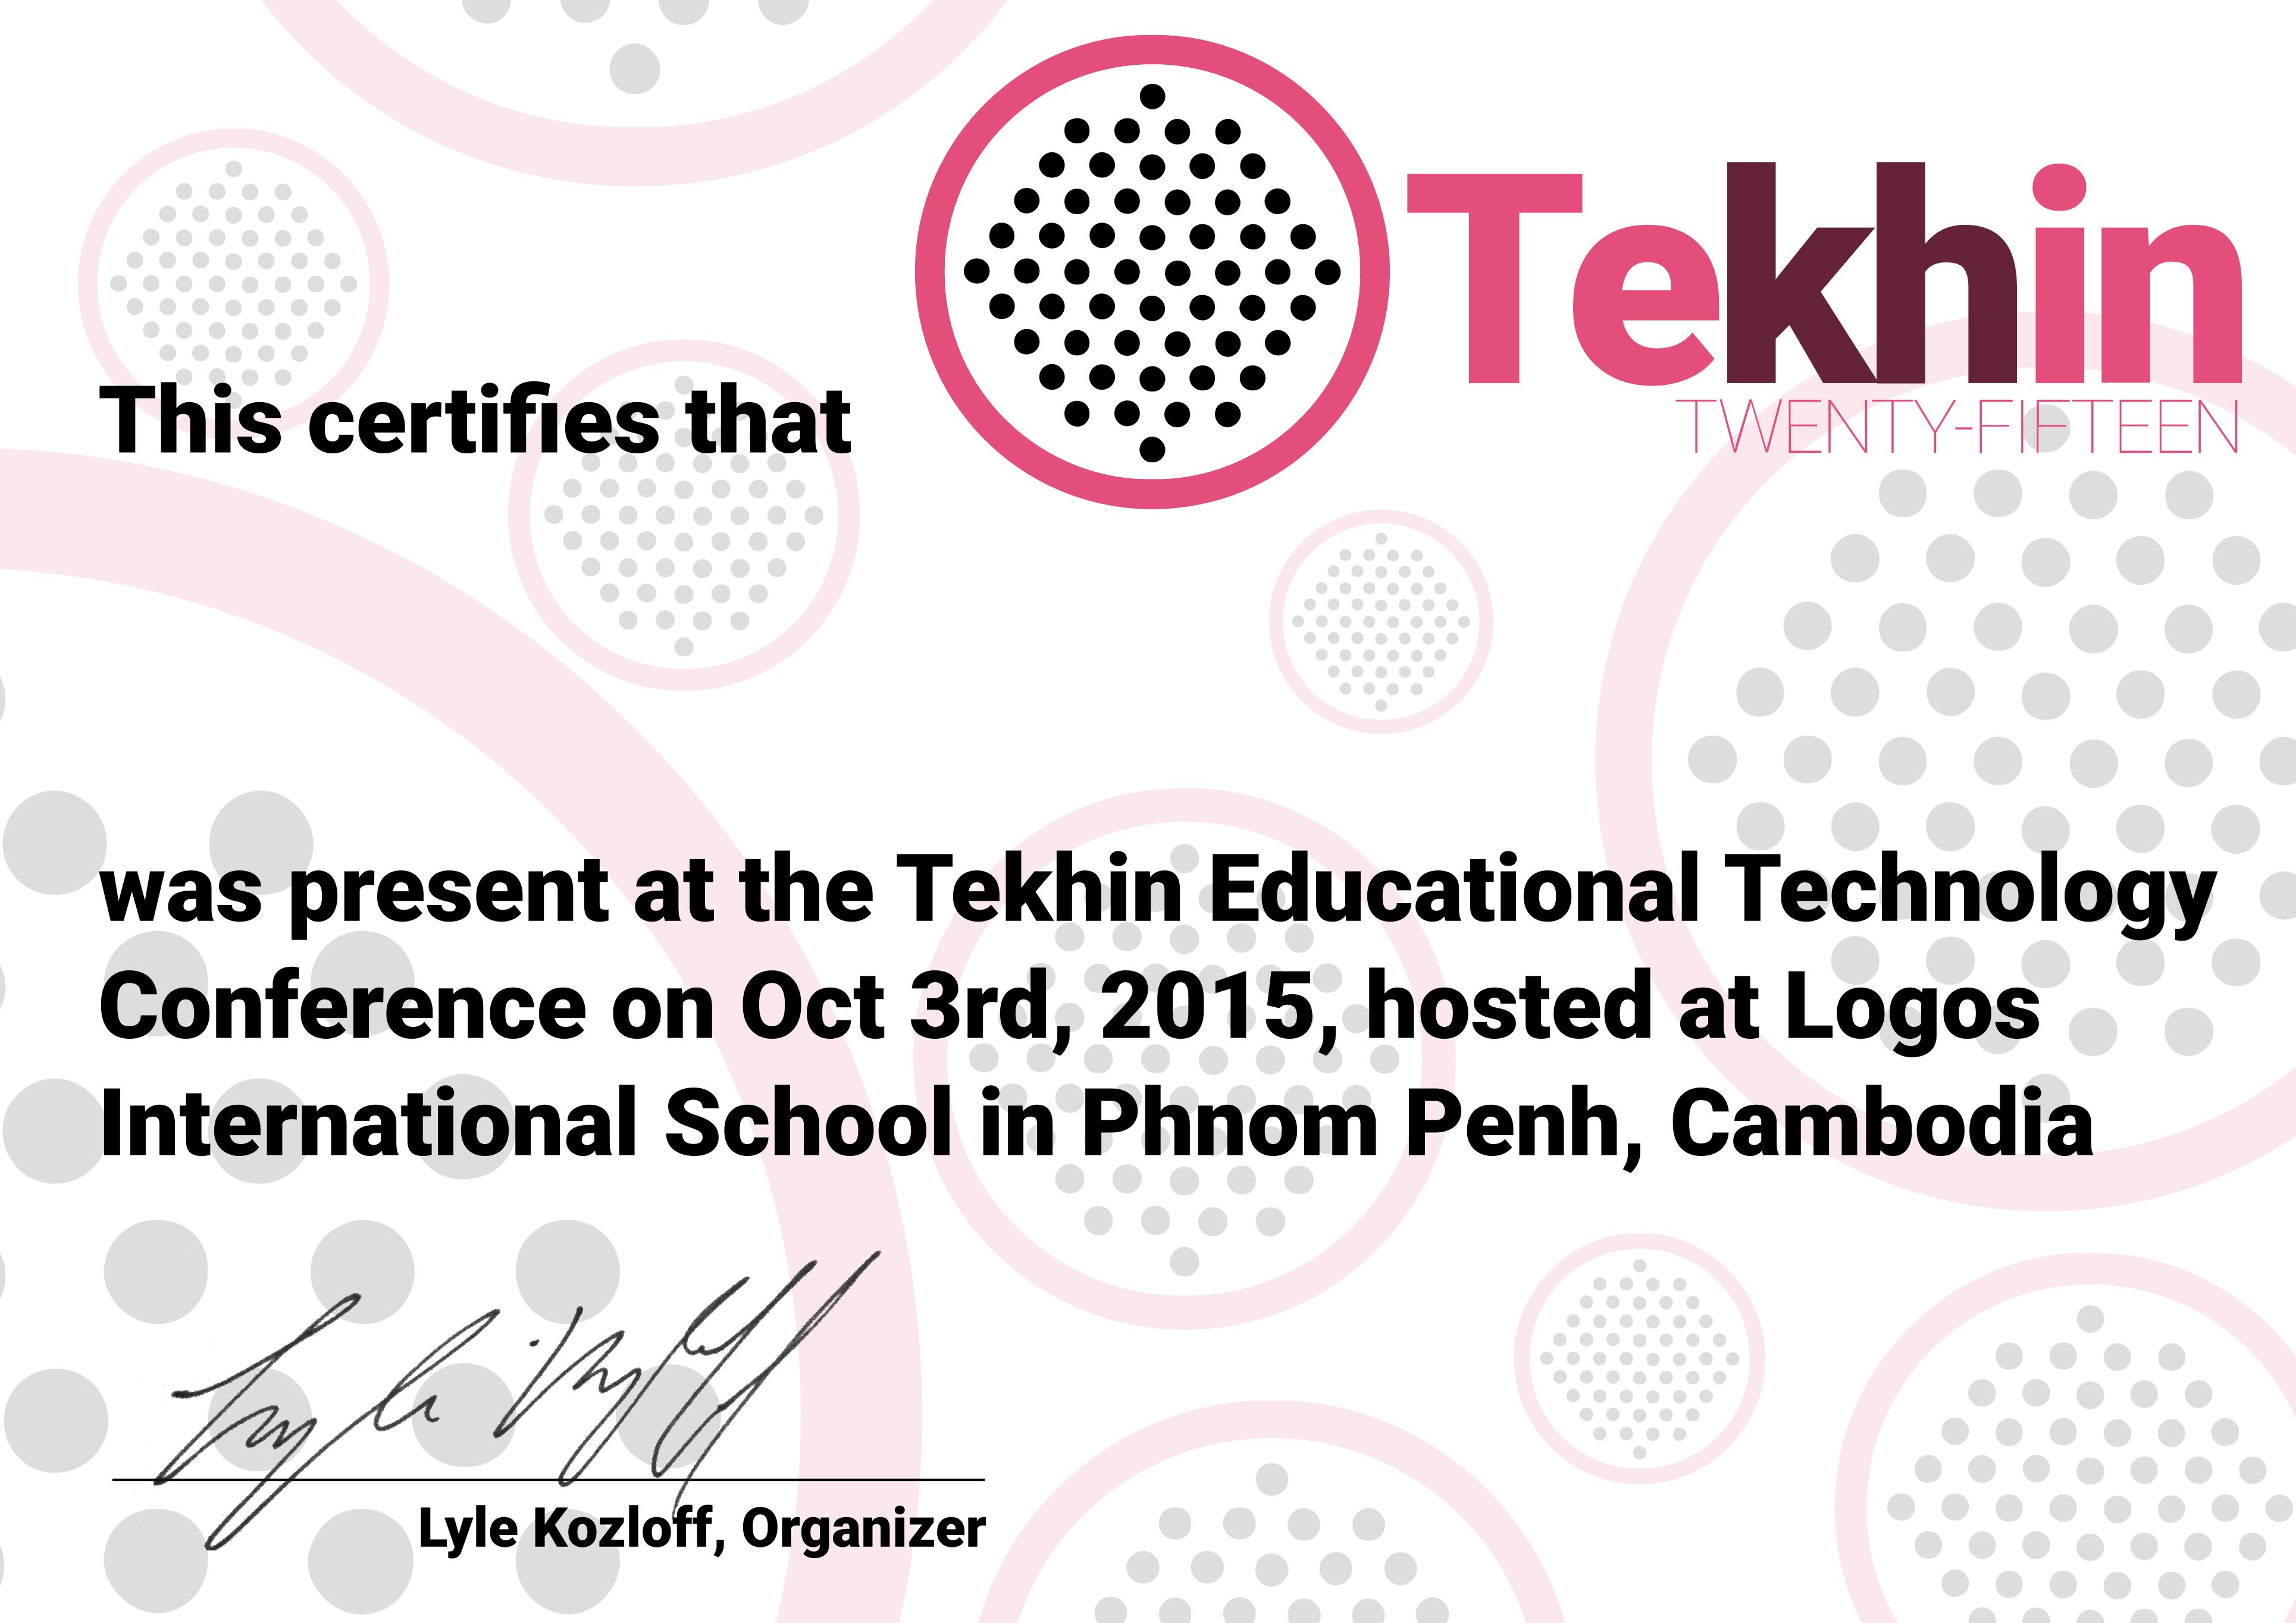 Tekhin
TWENTY-FIFTEEN
This certifies that
was present at the Tekhin Educational Technology
Conference on Oct 3rd, 2015, hosted at Logos
International School in Phnom Penh, Cambodia
Lyle Kozloff, Organizer